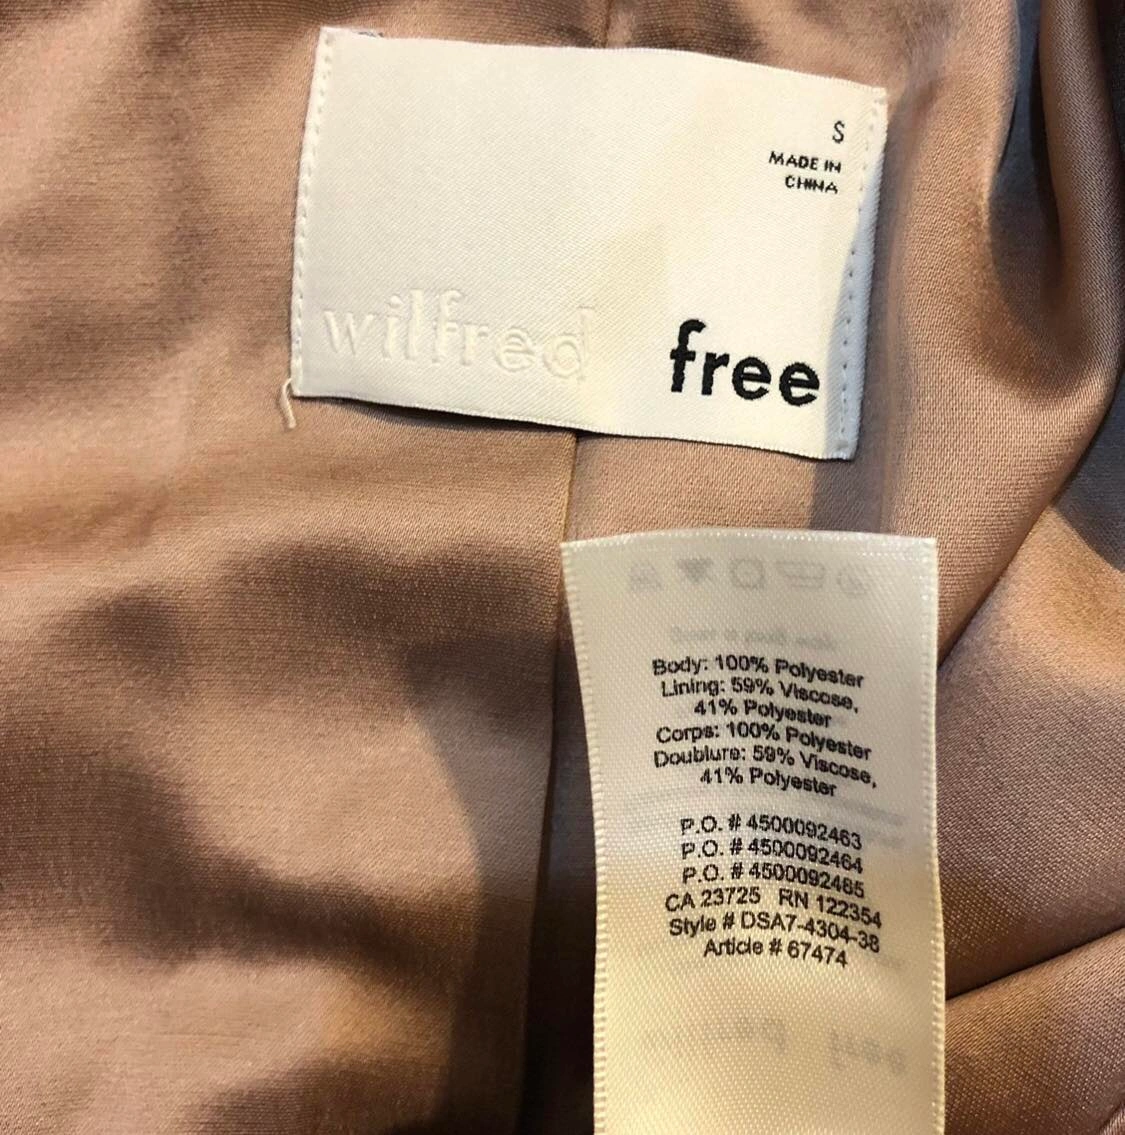 S
MADE IN
CHINA
wilfred free
Body: 100% Polyester
Lining: 59% Viscose,
41% Polyester
Corps: 100% Polyester
Doublure: 59% Viscose,
41% Polyester
P.O. # 4500092463
P.O. # 4500092464
P.O. # 4500092465
CA 23725 RN 122354
Style # DSA7-4304-38
Article # 67474